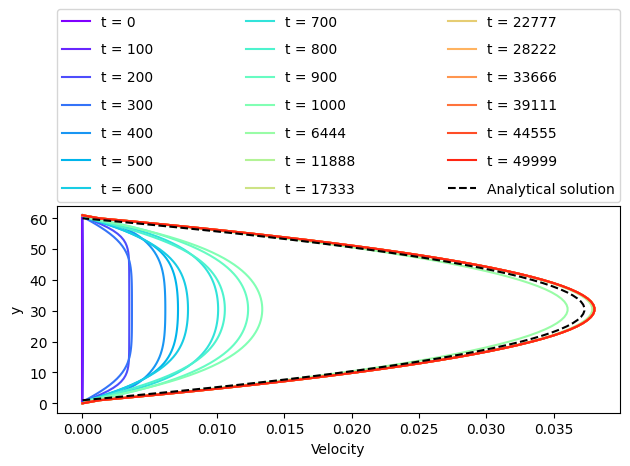 t = 0
t = 100
t = 200
t = 300
t = 400
t = 500
t = 600
t = 700
t = 800
t = 900
t = 1000
t = 6444
t = 11888
t = 17333
t = 22777
t = 28222
t = 33666
t = 39111
t = 44555
t = 49999
Analytical solution
60
50
40
30
20
10
0
y
0.000
0.005
0.010
0.015
0.020
0.025
0.030
0.035
Velocity